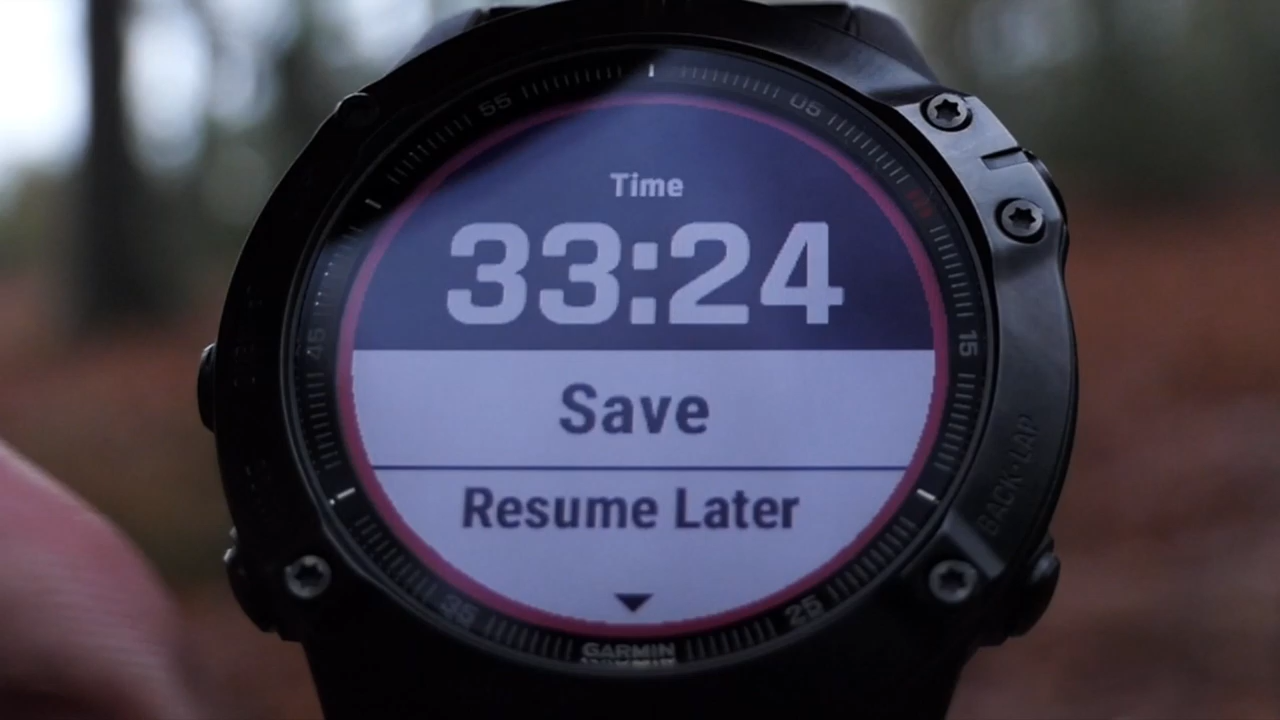 Time
33:24
Save
Resume Later
55
05
45
15
35
25
GARMIN
BACK•LAP